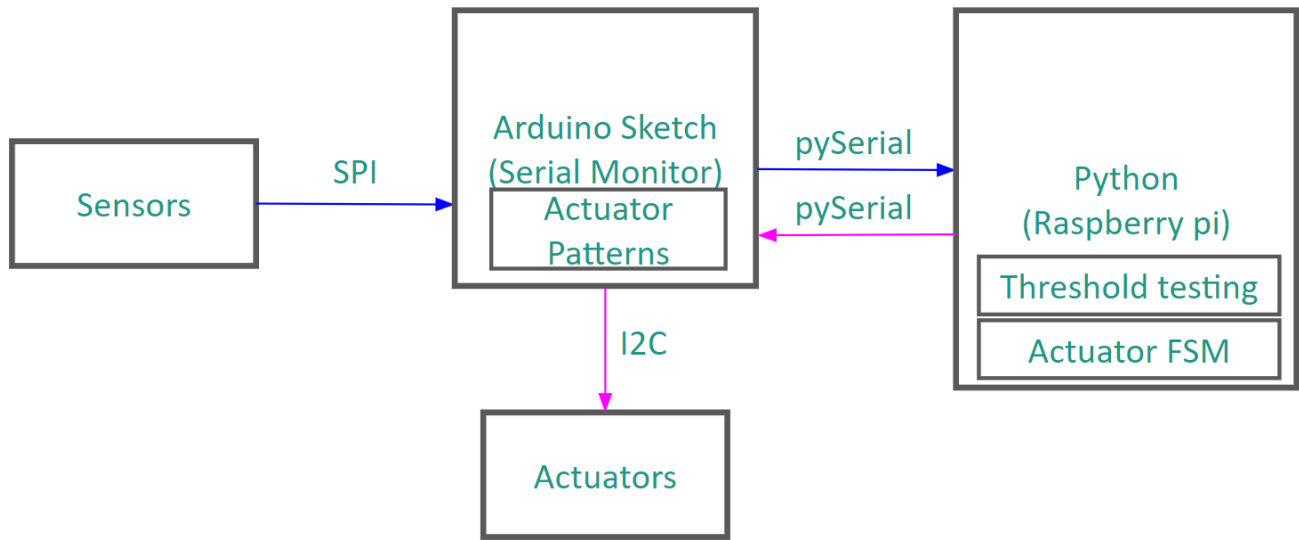 Sensors
SPI
Arduino Sketch
(Serial Monitor)
Actuator
Patterns
pySerial
pySerial
Python
(Raspberry pi)
Threshold testing
Actuator FSM
I2C
Actuators